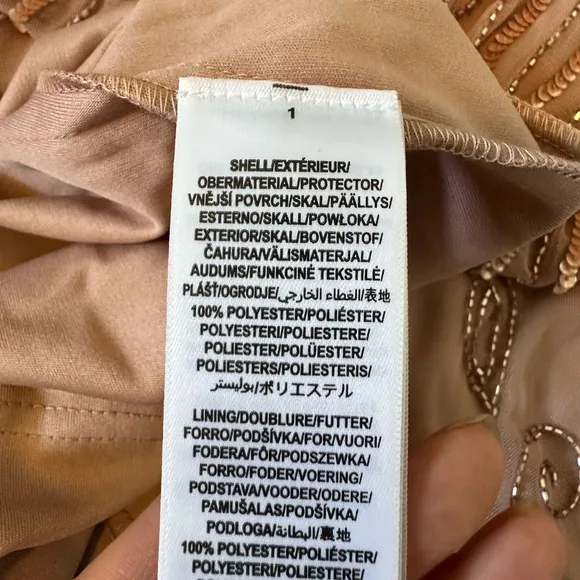 1
SHELL/EXTÉRIEUR/
OBERMATERIAL/PROTECTOR/
VNĚJŠÍ POVRCH/SKAL/PÄÄLLYS/
ESTERNO/SKALL/POWŁOKA/
EXTERIOR/SKAL/BOVENSTOF/
ČAHURA/VÄLISMATERJAL/
AUDUMS/FUNKCINĖ TEKSTILĖ/
PLÁŠŤ/OGRODJE/الغطاء الخارجي/表地
100% POLYESTER/POLIÉSTER/
POLYESTERI/POLIESTERE/
POLIESTER/POLÜESTER/
POLIESTERS/POLIESTERIS/
بوليستر/ポリエステル
LINING/DOUBLURE/FUTTER/
FORRO/PODŠÍVKA/FOR/VUORI/
FODERA/FÔR/PODSZEWKA/
FORRO/FODER/VOERING/
PODSTAVA/VOODER/ODERE/
PAMUŠALAS/PODŠÍVKA/
PODLOGA/البطانة/裏地
100% POLYESTER/POLIÉSTER/